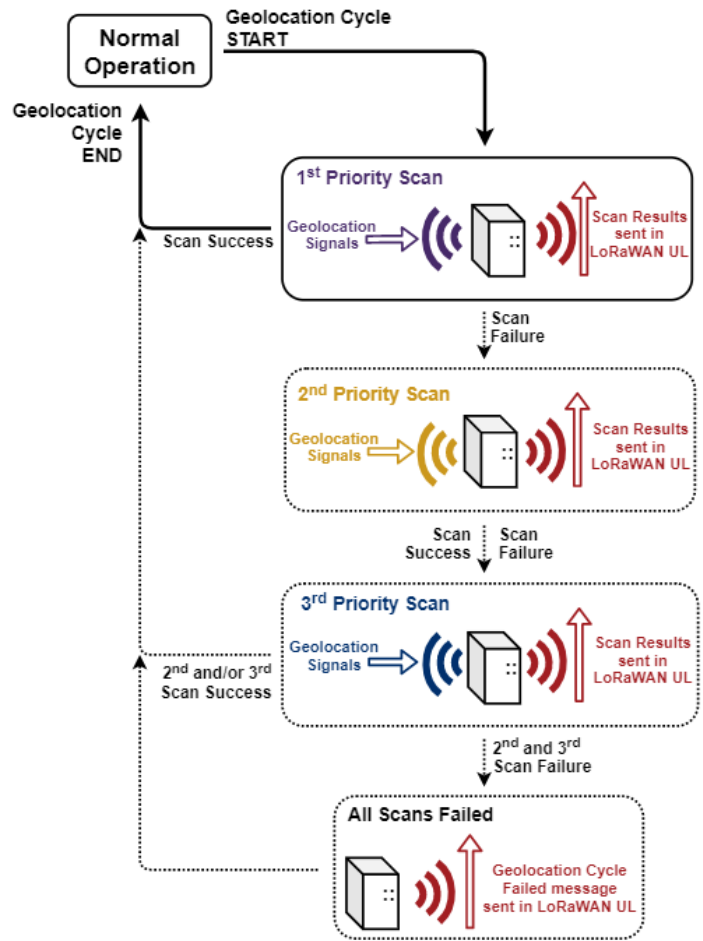 Normal
Operation
Geolocation Cycle
START
Geolocation
Cycle
END
1st Priority Scan
Geolocation
Signals
Scan Results
sent in
LoRaWAN UL
Scan Success
Scan
Failure
2nd Priority Scan
Geolocation
Signals
Scan Results
sent in
LoRaWAN UL
Scan
Success
Scan
Failure
3rd Priority Scan
Geolocation
Signals
Scan Results
sent in
LoRaWAN UL
2nd and/or 3rd
Scan Success
2nd and 3rd
Scan Failure
All Scans Failed
Geolocation Cycle
Failed message
sent in LoRaWAN UL